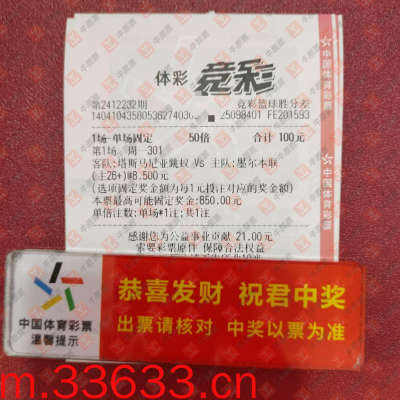 体彩 竞彩
第2412232期 竞彩篮球胜分差
25098401 FE201593
1场-单场固定 50倍 合计 100元
第1场 周一301
客队:塔斯马尼亚跳蚁 Vs 主队:墨尔本联
(主26+)@8.500元
(选项固定奖金额为每1元投注对应的奖金额)
本票最高可能固定奖金:850.00元
单倍注数:单场*1注;共1注
感谢您为公益事业贡献 21.00元
索要彩票原件 保障合法权益
中国体育彩票
中国体育彩票
中国体育彩票
温馨提示
恭喜发财 祝君中奖
出票请核对 中奖以票为准
m.33633.cn